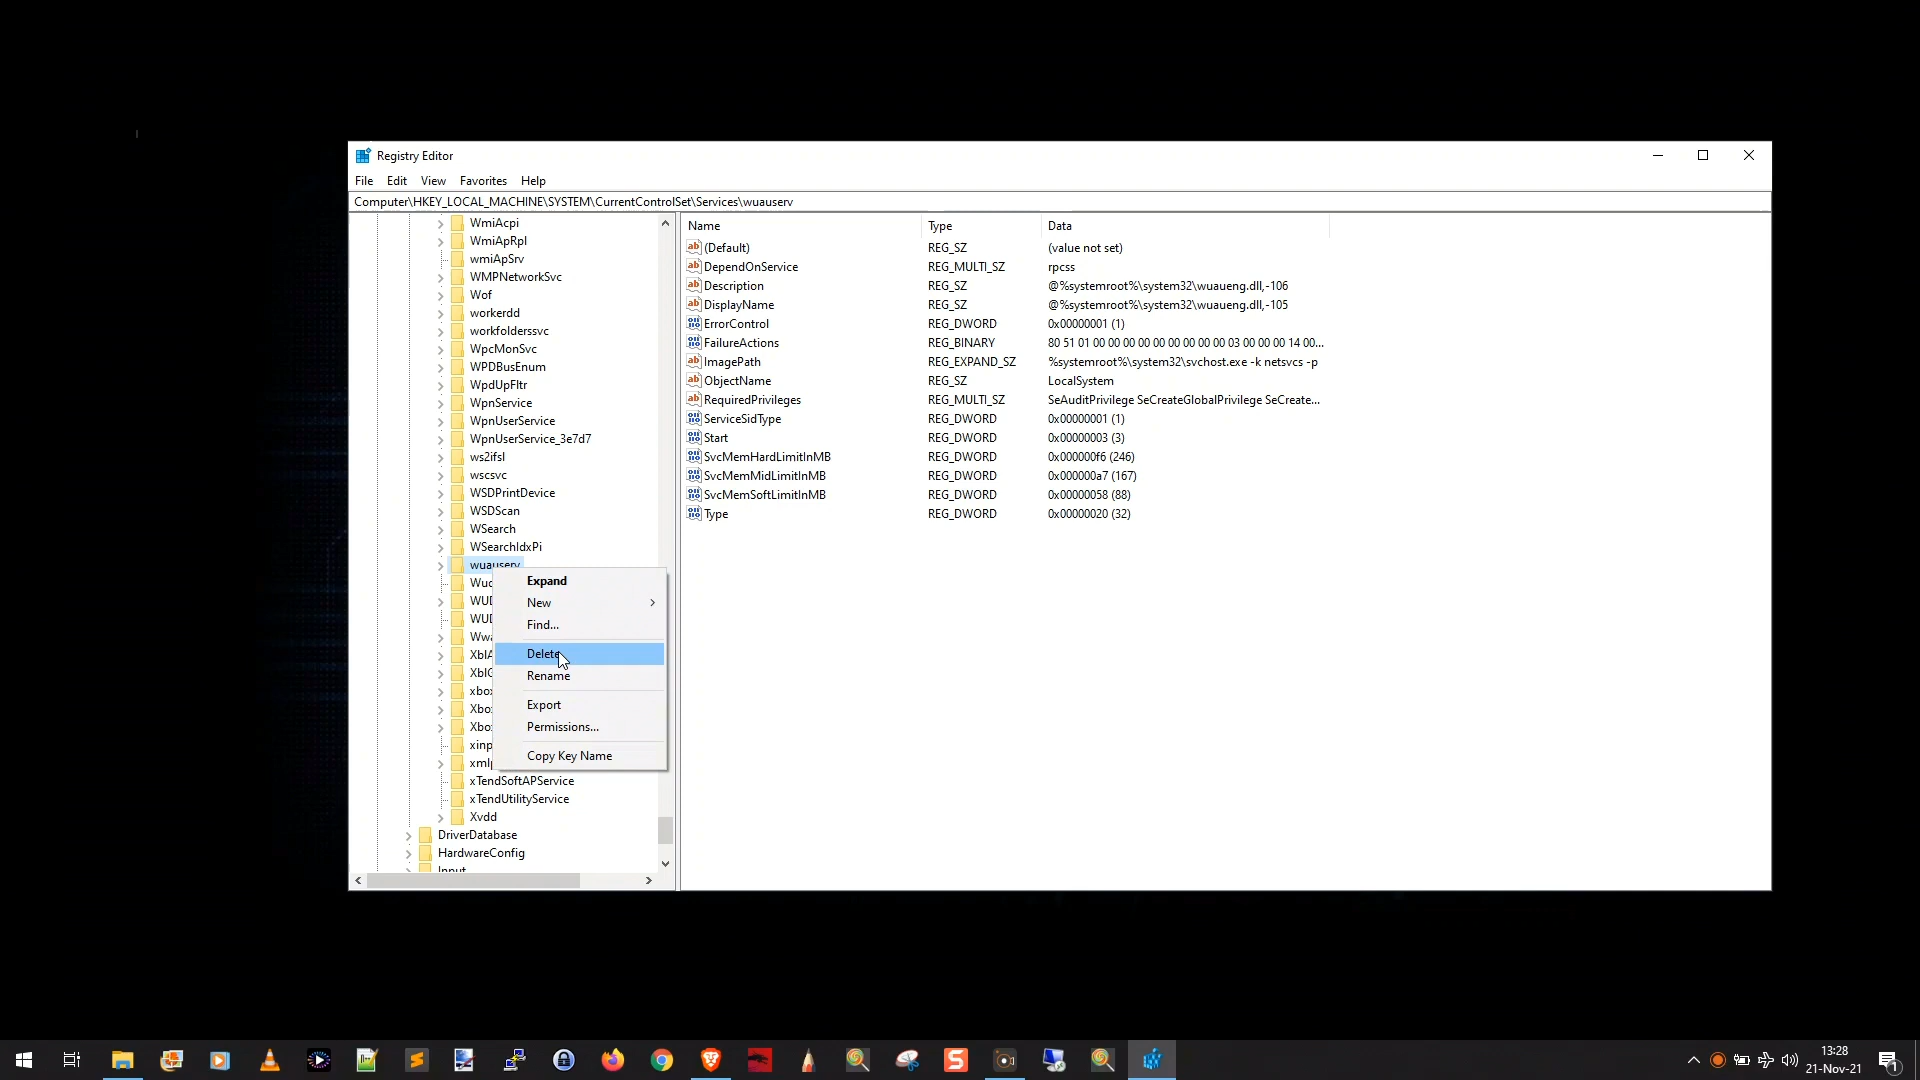 Registry Editor
File Edit View Favorites Help
Computer\HKEY_LOCAL_MACHINE\SYSTEM\CurrentControlSet\Services\wuauserv
WmiAcpi
WmiApRpl
wmiApSrv
WMPNetworkSvc
Wof
workerdd
workfolderssvc
WpcMonSvc
WPDBusEnum
WpdUpFltr
WpnService
WpnUserService
WpnUserService_3e7d7
ws2ifsl
wscsvc
WSDPrintDevice
WSDScan
WSearch
WSearchIdxPi
wuauserv
xTendSoftAPService
xTendUtilityService
Xvdd
DriverDatabase
HardwareConfig
Input
Expand
New
Find...
Delete
Rename
Export
Permissions...
Copy Key Name
Name Type Data
(Default) REG_SZ (value not set)
DependOnService REG_MULTI_SZ rpcss
Description REG_SZ @%systemroot%\system32\wuaueng.dll,-106
DisplayName REG_SZ @%systemroot%\system32\wuaueng.dll,-105
ErrorControl REG_DWORD 0x00000001 (1)
FailureActions REG_BINARY 80 51 01 00 00 00 00 00 00 00 00 00 03 00 00 00 14 00...
ImagePath REG_EXPAND_SZ %systemroot%\system32\svchost.exe -k netsvcs -p
ObjectName REG_SZ LocalSystem
RequiredPrivileges REG_MULTI_SZ SeAuditPrivilege SeCreateGlobalPrivilege SeCreate...
ServiceSidType REG_DWORD 0x00000001 (1)
Start REG_DWORD 0x00000003 (3)
SvcMemHardLimitInMB REG_DWORD 0x000000f6 (246)
SvcMemMidLimitInMB REG_DWORD 0x000000a7 (167)
SvcMemSoftLimitInMB REG_DWORD 0x00000058 (88)
Type REG_DWORD 0x00000020 (32)
13:28
21-Nov-21
1